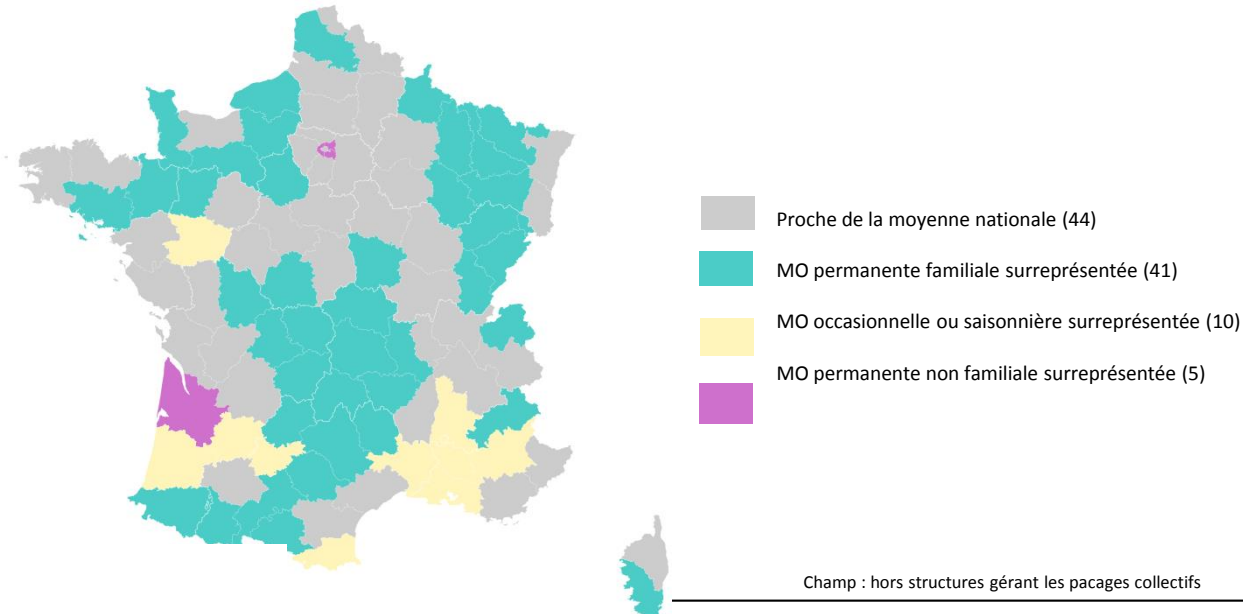 Proche de la moyenne nationale (44)
MO permanente familiale surreprésentée (41)
MO occasionnelle ou saisonnière surreprésentée (10)
MO permanente non familiale surreprésentée (5)
Champ : hors structures gérant les pacages collectifs